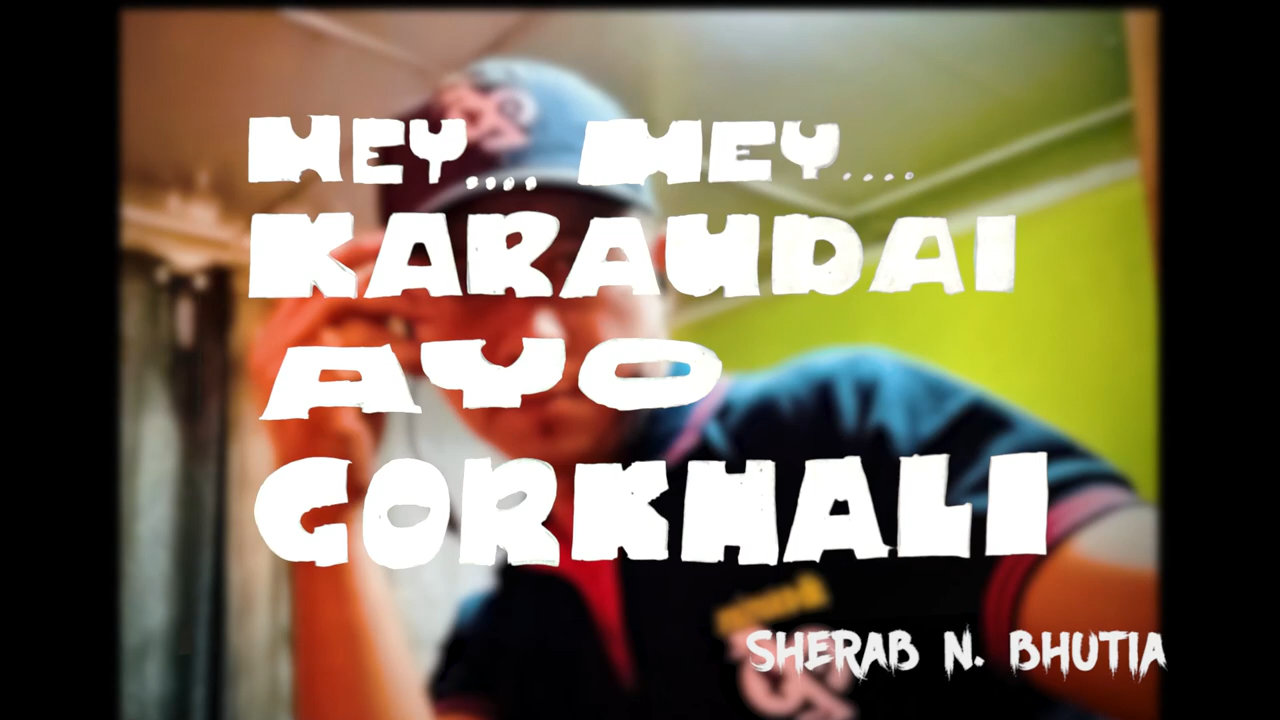 HEY.... HEY....
KARAUDAI
AYO
GORKHALI
SHERAB N. BHUTIA